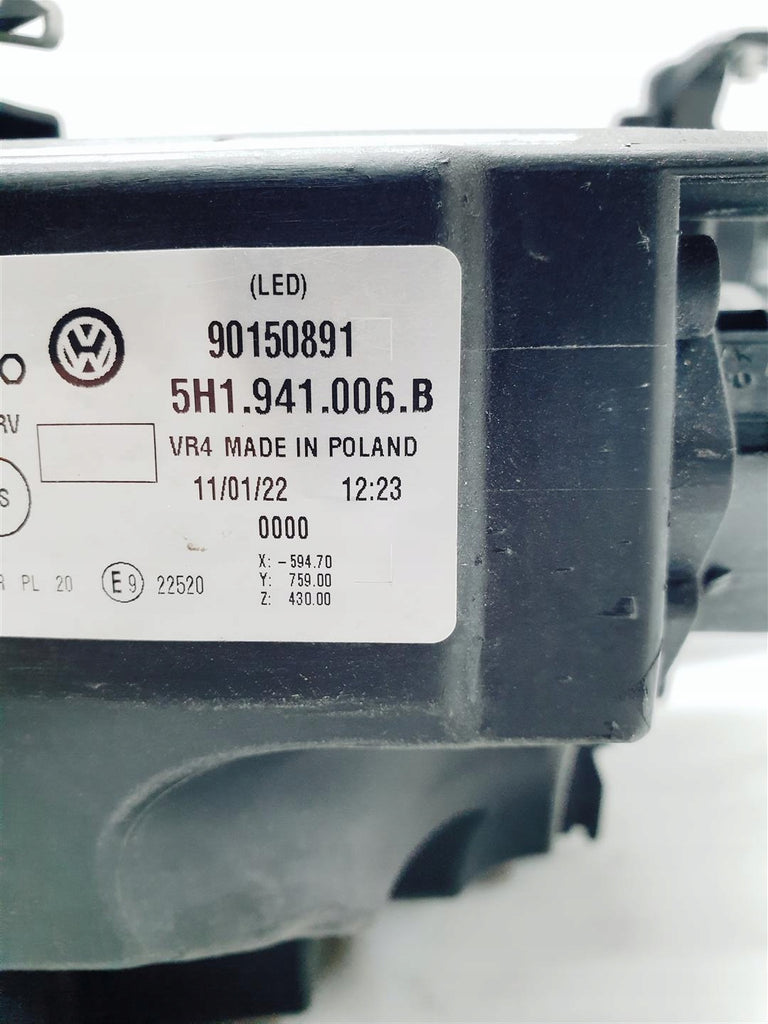 (LED)
90150891
5H1.941.006.B
VR4 MADE IN POLAND
11/01/22 12:23
0000
X: -594.70
Y: 759.00
Z: 430.00
RV
S
R PL 20 E9 22520